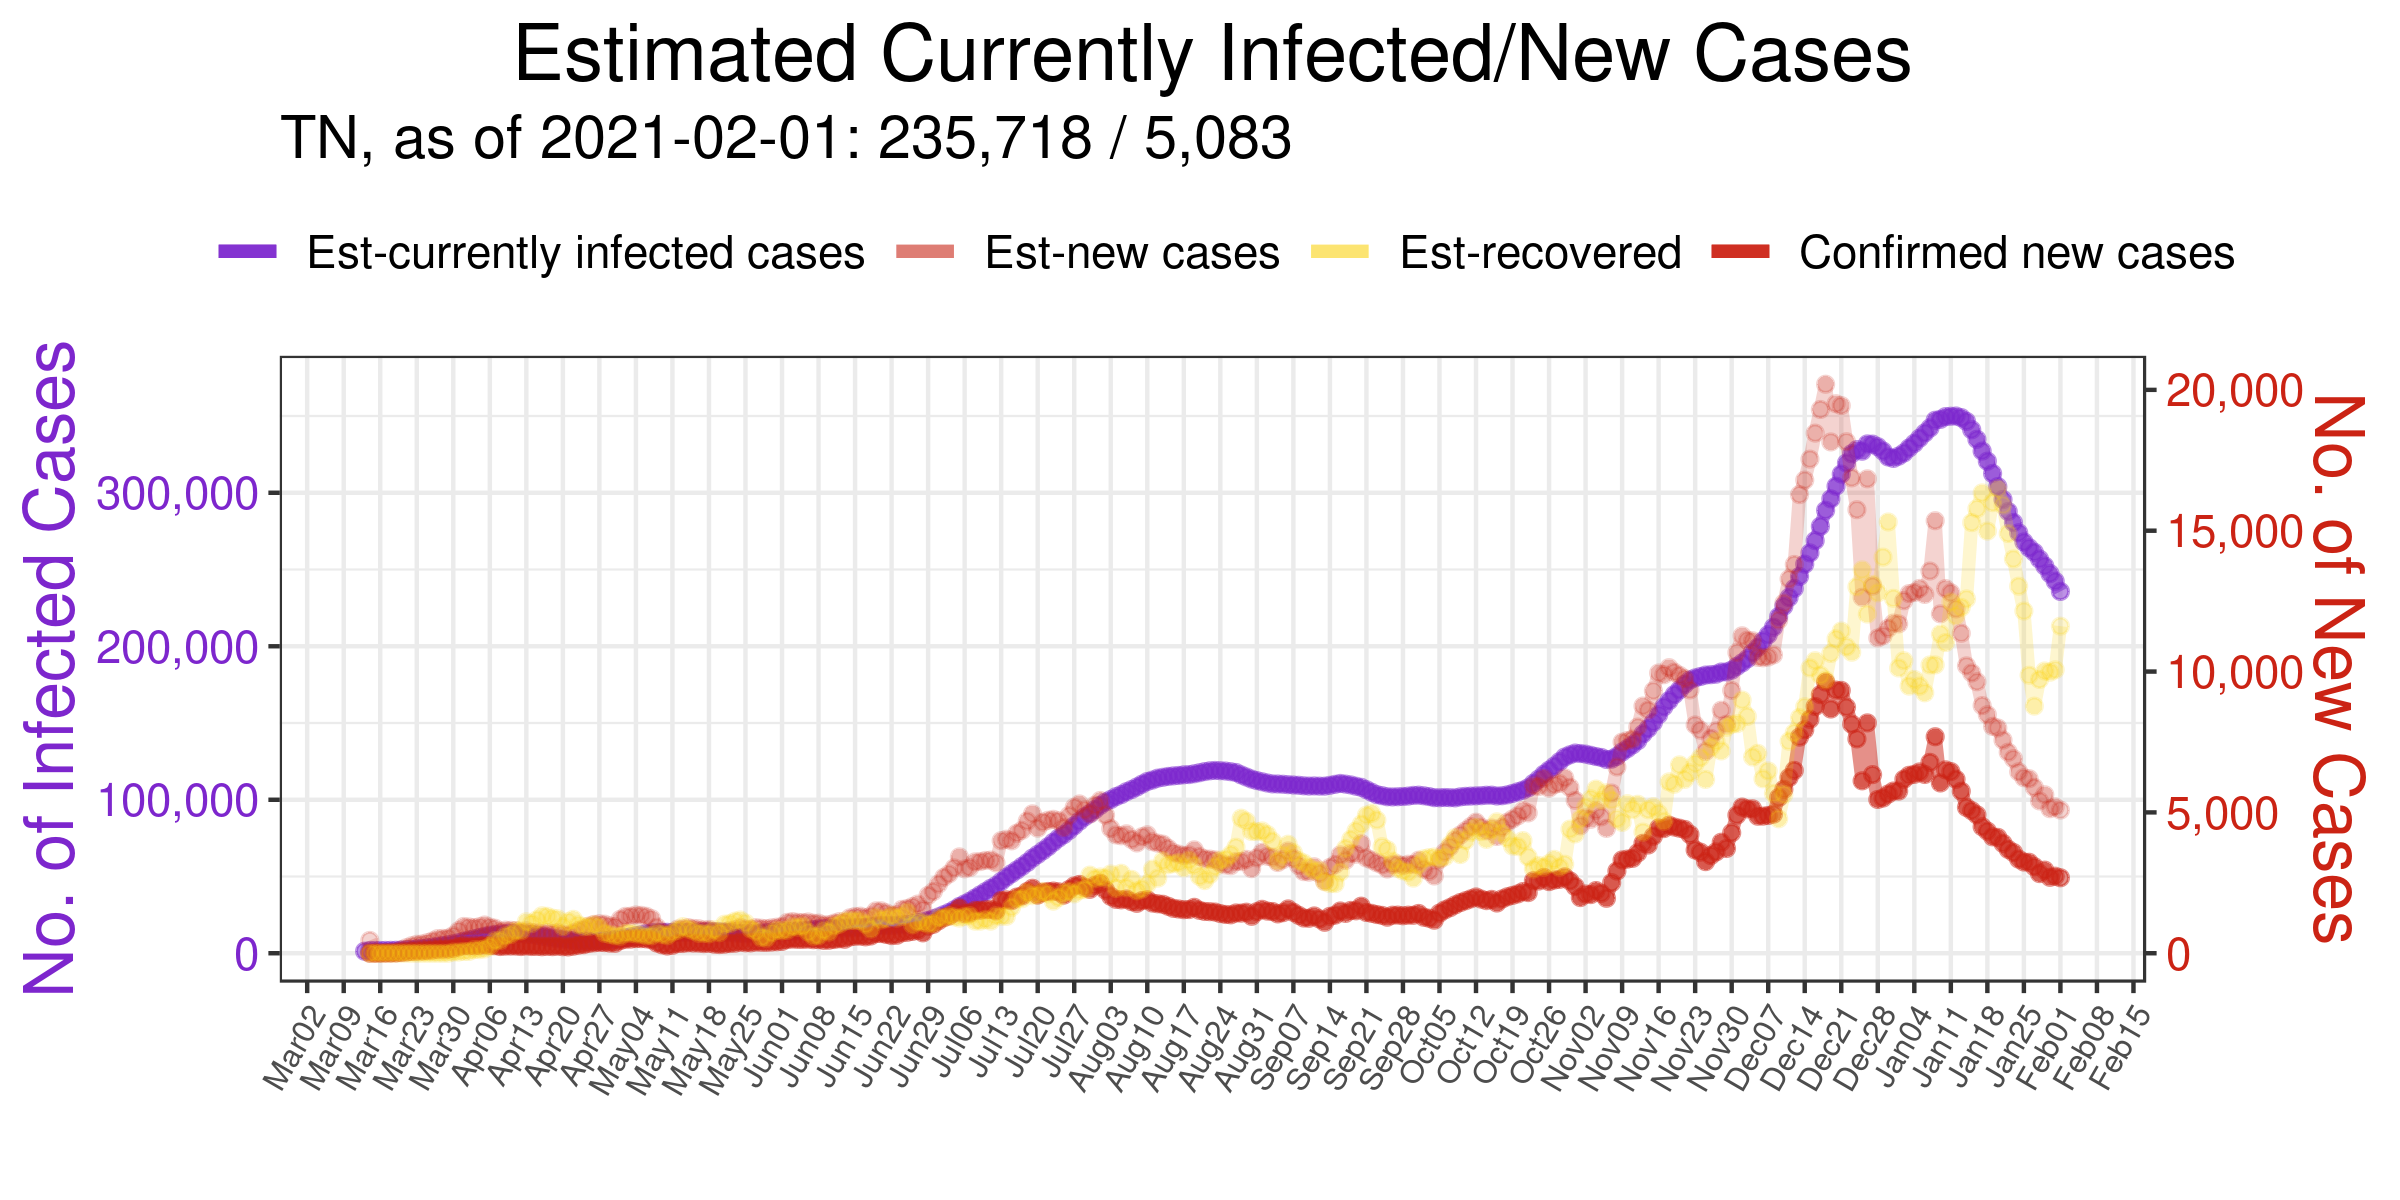 Estimated Currently Infected/New Cases
TN, as of 2021-02-01: 235,718 / 5,083
Est-currently infected cases
Est-new cases
Est-recovered
Confirmed new cases
No. of Infected Cases
300,000
200,000
100,000
0
20,000
15,000
10,000
5,000
0
No. of New Cases
Mar02
Mar09
Mar16
Mar23
Mar30
Apr06
Apr13
Apr20
Apr27
May04
May11
May18
May25
Jun01
Jun08
Jun15
Jun22
Jun29
Jul06
Jul13
Jul20
Jul27
Aug03
Aug10
Aug17
Aug24
Aug31
Sep07
Sep14
Sep21
Sep28
Oct05
Oct12
Oct19
Oct26
Nov02
Nov09
Nov16
Nov23
Nov30
Dec07
Dec14
Dec21
Dec28
Dec04
Jan11
Jan18
Jan25
Feb01
Feb08
Feb15